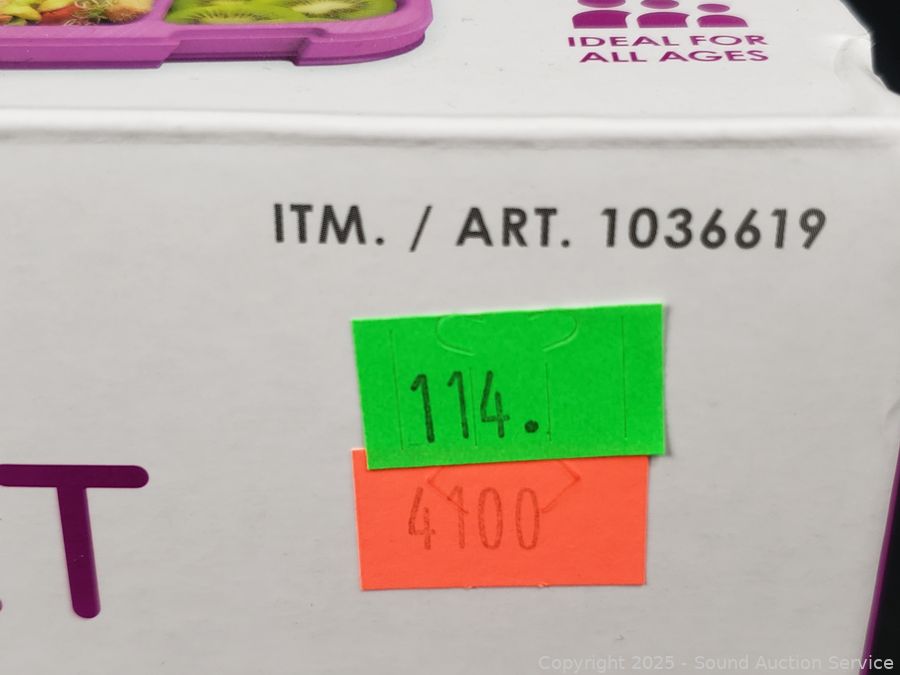 IDEAL FOR
ALL AGES
ITM. / ART. 1036619
114.
4100
T
Copyright © 2025 - Sound Auction Service